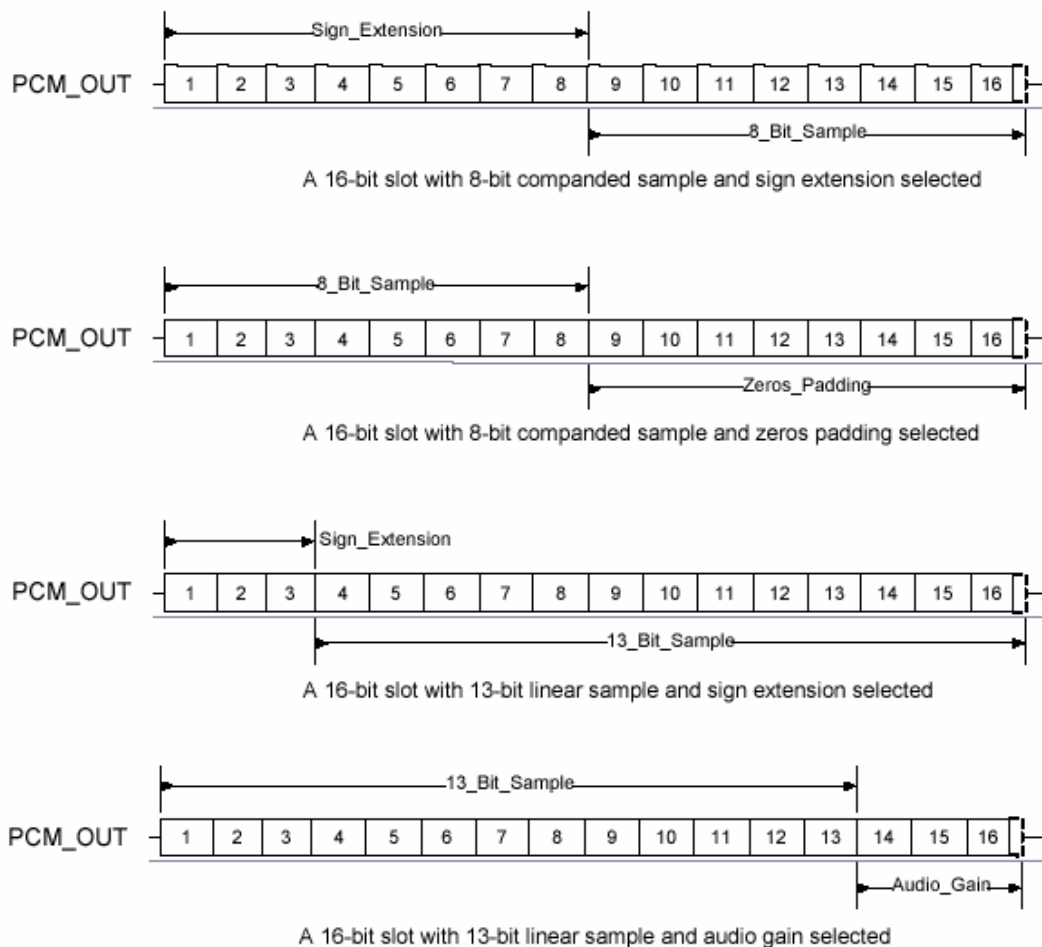 Sign_Extension
PCM_OUT 1 2 3 4 5 6 7 8 9 10 11 12 13 14 15 16
8_Bit_Sample
A 16-bit slot with 8-bit companded sample and sign extension selected
8_Bit_Sample
PCM_OUT 1 2 3 4 5 6 7 8 9 10 11 12 13 14 15 16
Zeros_Padding
A 16-bit slot with 8-bit companded sample and zeros padding selected
Sign_Extension
PCM_OUT 1 2 3 4 5 6 7 8 9 10 11 12 13 14 15 16
13_Bit_Sample
A 16-bit slot with 13-bit linear sample and sign extension selected
13_Bit_Sample
PCM_OUT 1 2 3 4 5 6 7 8 9 10 11 12 13 14 15 16
Audio_Gain
A 16-bit slot with 13-bit linear sample and audio gain selected